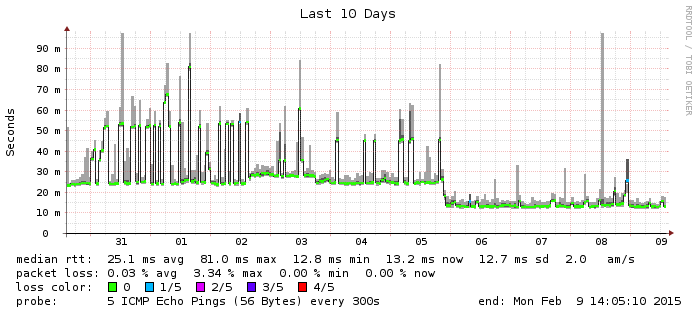 Last 10 Days
RRDTOOL / TOBI OETIKER
Seconds
90 m
80 m
70 m
60 m
50 m
40 m
30 m
20 m
10 m
0
31 01 02 03 04 05 06 07 08 09
median rtt: 25.1 ms avg 81.0 ms max 12.8 ms min 13.2 ms now 12.7 ms sd 2.0 am/s
packet loss: 0.03 % avg 3.34 % max 0.00 % min 0.00 % now
loss color: 0 1/5 2/5 3/5 4/5
probe: 5 ICMP Echo Pings (56 Bytes) every 300s end: Mon Feb 9 14:05:10 2015